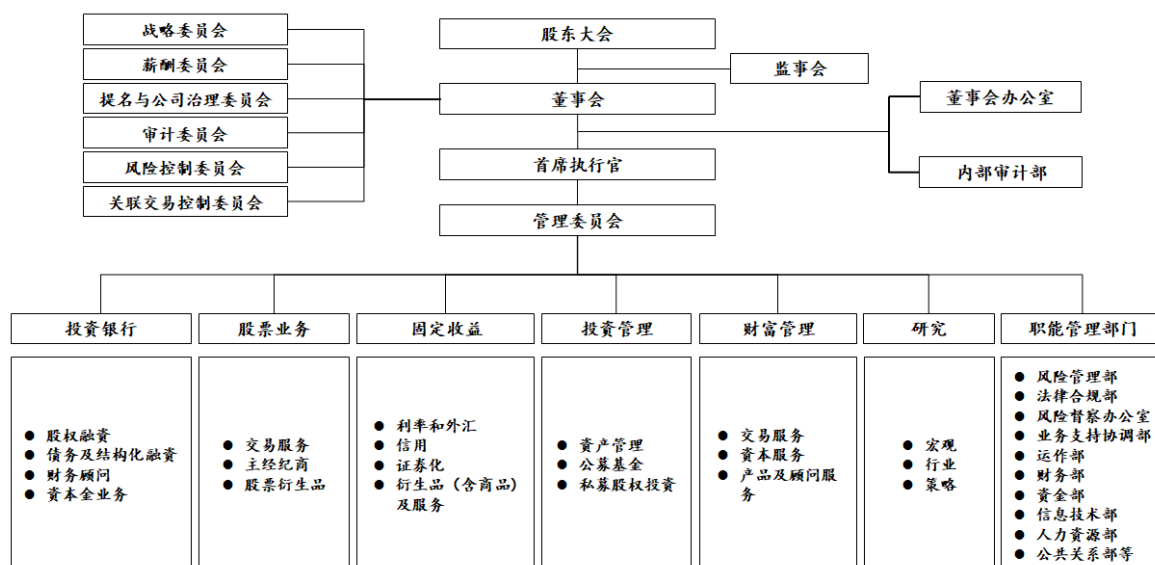 战略委员会
薪酬委员会
提名与公司治理委员会
审计委员会
风险控制委员会
关联交易控制委员会
股东大会
监事会
董事会
董事会办公室
内部审计部
首席执行官
管理委员会
投资银行
● 股权融资
● 债务及结构化融资
● 财务顾问
● 资本金业务
股票业务
● 交易服务
● 主经纪商
● 股票衍生品
固定收益
● 利率和外汇
● 信用
● 证券化
● 衍生品（含商品）
及服务
投资管理
● 资产管理
● 公募基金
● 私募股权投资
财富管理
● 交易服务
● 资本服务
● 产品及顾问服
务
研究
● 宏观
● 行业
● 策略
职能管理部门
● 风险管理部
● 法律合规部
● 风险督察办公室
● 业务支持协调部
● 运作部
● 财务部
● 资金部
● 信息技术部
● 人力资源部
● 公共关系部等